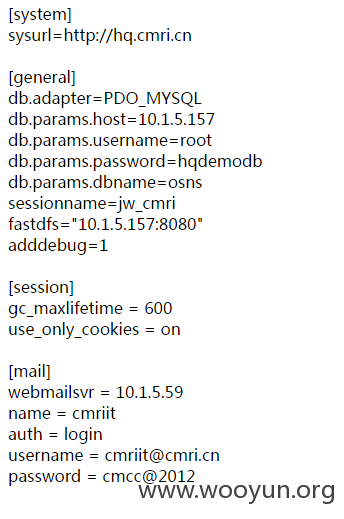 [system]
sysurl=http://hq.cmri.cn
[general]
db.adapter=PDO_MYSQL
db.params.host=10.1.5.157
db.params.username=root
db.params.password=hqdemodb
db.params.dbname=osns
sessionname=jw_cmri
fastdfs="10.1.5.157:8080"
adddebug=1
[session]
gc_maxlifetime = 600
use_only_cookies = on
[mail]
webmailsvr = 10.1.5.59
name = cmriit
auth = login
username = cmriit@cmri.cn
password = cmcc@2012
www.wooyun.org